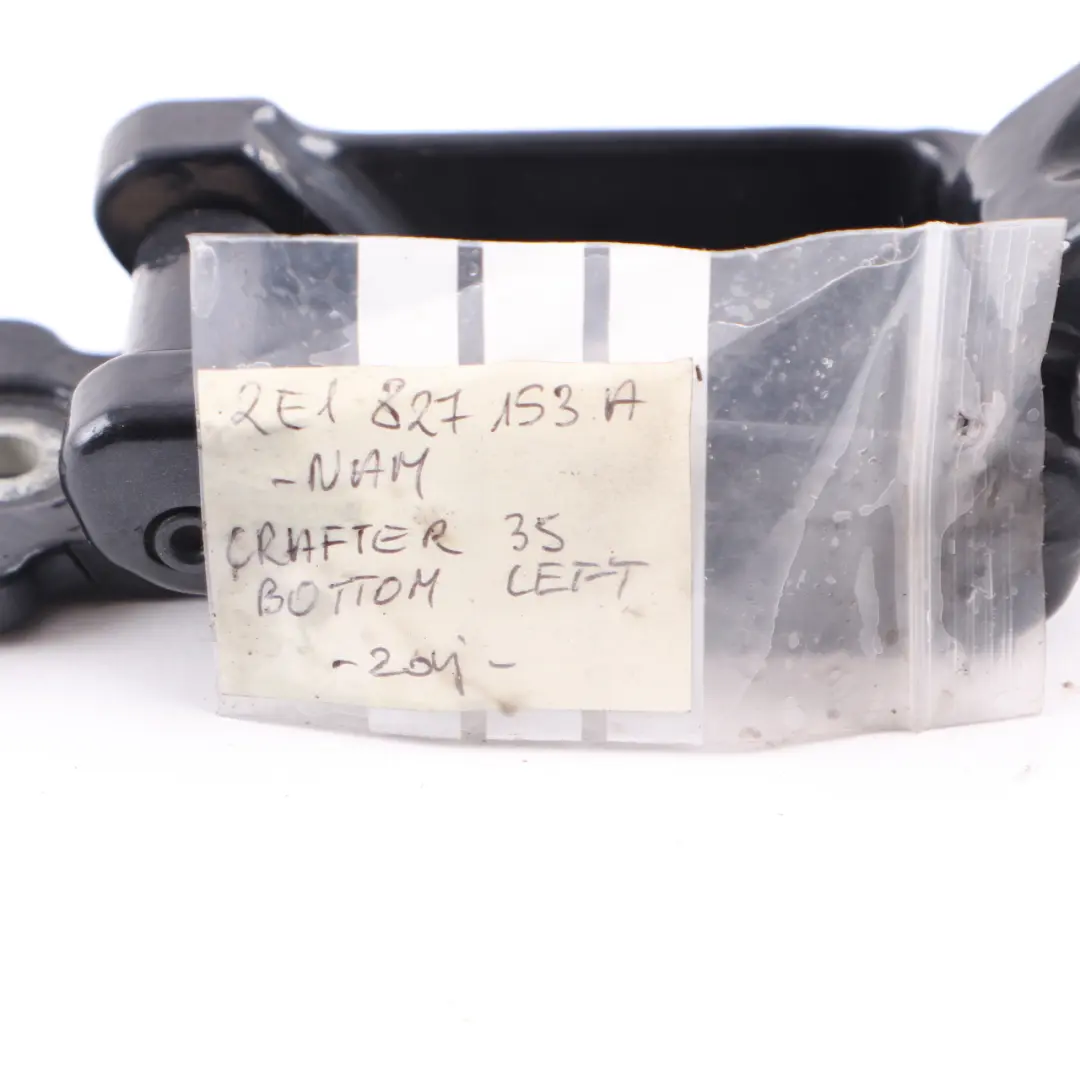 2E1 827 153 A
- NAM
CRAFTER 35
BOTTOM LEFT